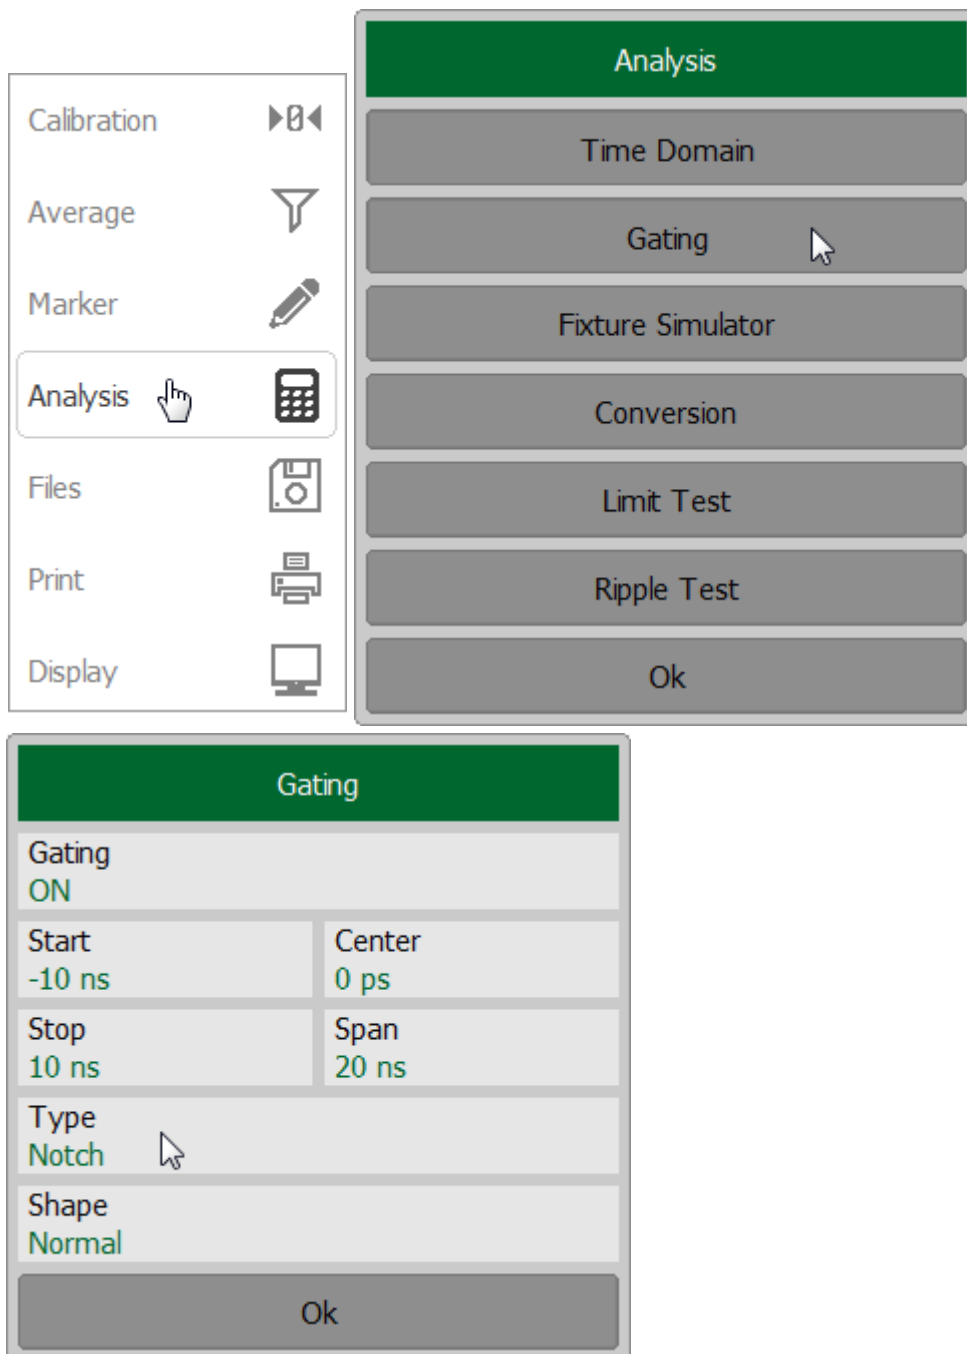 Calibration
Average
Marker
Analysis
Files
Print
Display
Analysis
Time Domain
Gating
Fixture Simulator
Conversion
Limit Test
Ripple Test
Ok
Gating
Gating
ON
Start
-10 ns
Center
0 ps
Stop
10 ns
Span
20 ns
Type
Notch
Shape
Normal
Ok